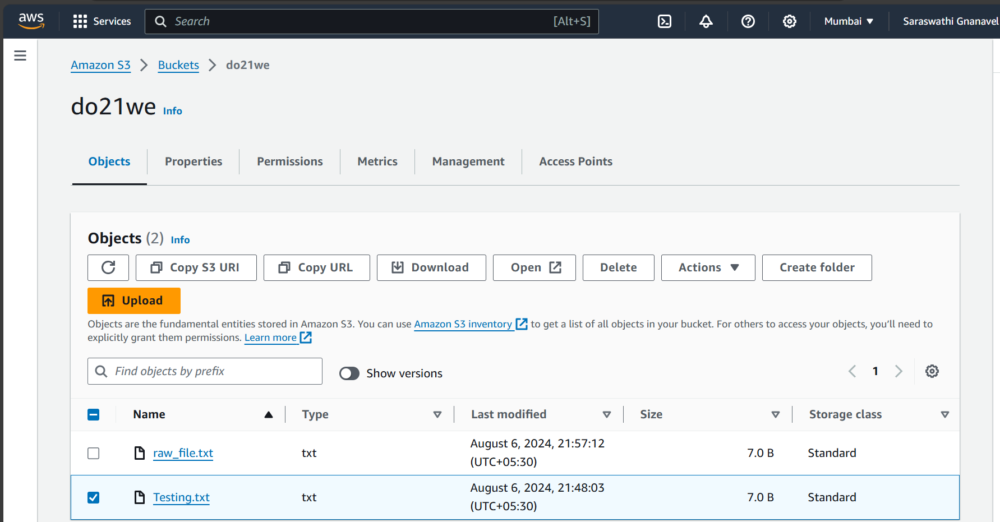 aws Services Search [Alt+S] Mumbai Saraswathi Gnanavel
Amazon S3 Buckets do21we
do21we Info
Objects Properties Permissions Metrics Management Access Points
Objects (2) Info
Copy S3 URI Copy URL Download Open Delete Actions Create folder
Upload
Objects are the fundamental entities stored in Amazon S3. You can use Amazon S3 inventory to get a list of all objects in your bucket. For others to access your objects, you’ll need to
explicitly grant them permissions. Learn more
Find objects by prefix Show versions 1
Name Type Last modified Size Storage class
raw_file.txt txt August 6, 2024, 21:57:12 7.0 B Standard
(UTC+05:30)
Testing.txt txt August 6, 2024, 21:48:03 7.0 B Standard
(UTC+05:30)